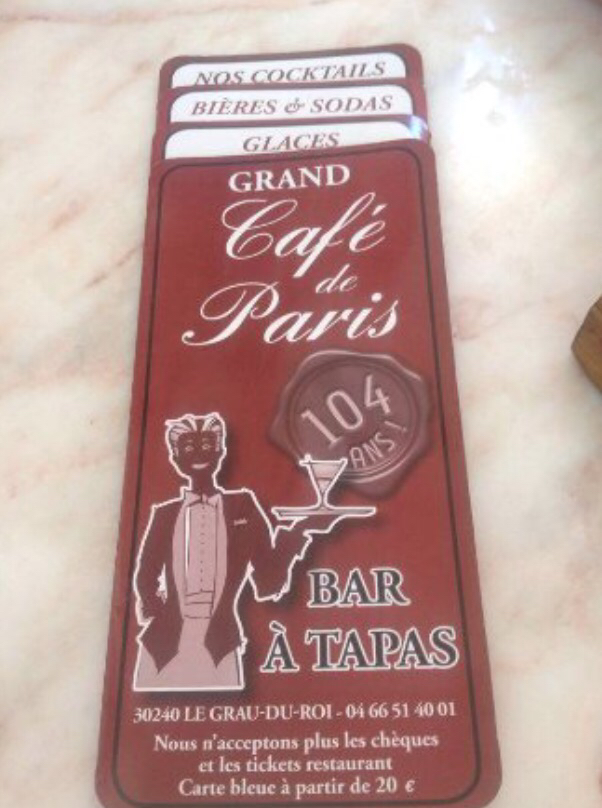 NOS COCKTAILS
BIÈRES & SODAS
GLACES
GRAND
Café
de
Paris
104
ANS !
BAR
À TAPAS
30240 LE GRAU-DU-ROI - 04 66 51 40 01
Nous n'acceptons plus les chèques
et les tickets restaurant
Carte bleue à partir de 20 €